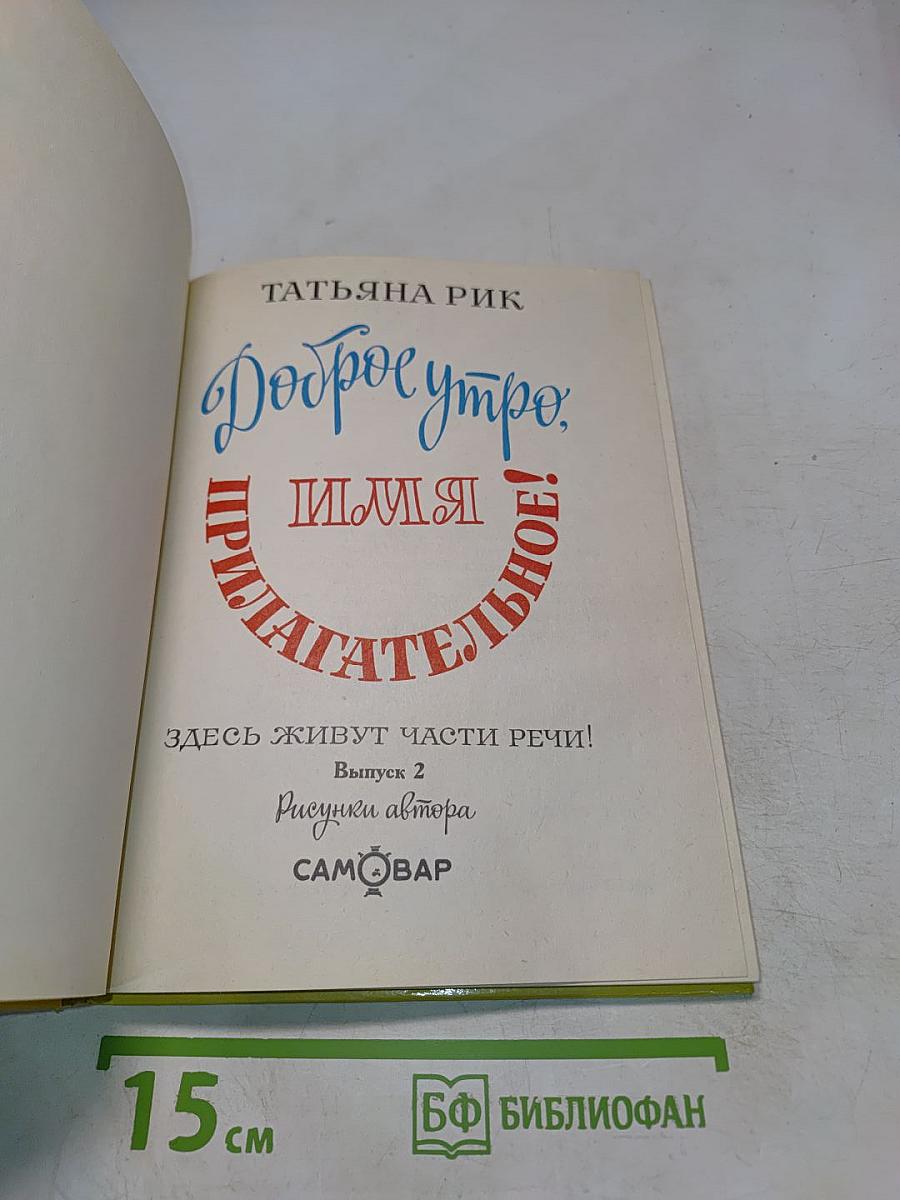 ТАТЬЯНА РИК
Доброе утро,
ИМЯ
ПРИЛАГАТЕЛЬНОЕ!
ЗДЕСЬ ЖИВУТ ЧАСТИ РЕЧИ!
Выпуск 2
Рисунки автора
САМОВАР
15 см
БФ БИБЛИОФАН